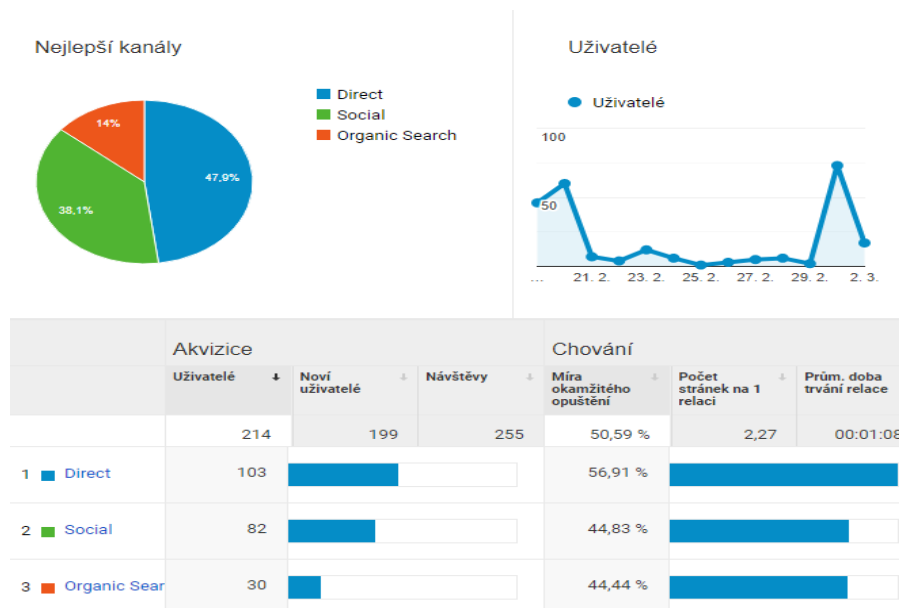 Nejlepší kanály
Direct
Social
Organic Search
14%
47,9%
38,1%
Uživatelé
Uživatelé
100
50
... 21. 2. 23. 2. 25. 2. 27. 2. 29. 2. 2. 3.
Akvizice Chování
Uživatelé Noví uživatelé Návštěvy Míra okamžitého opuštění Počet stránek na 1 relaci Prům. doba trvání relace
214 199 255 50,59 % 2,27 00:01:08
1 Direct 103 56,91 %
2 Social 82 44,83 %
3 Organic Sear 30 44,44 %